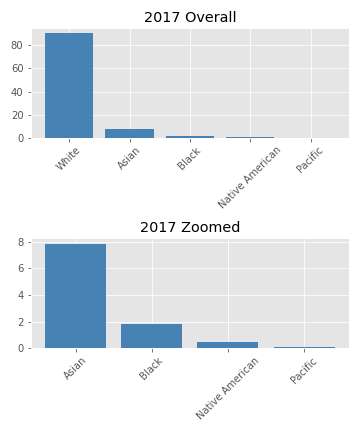 2017 Overall
80
60
40
20
0
White
Asian
Black
Native American
Pacific
2017 Zoomed
8
6
4
2
0
Asian
Black
Native American
Pacific